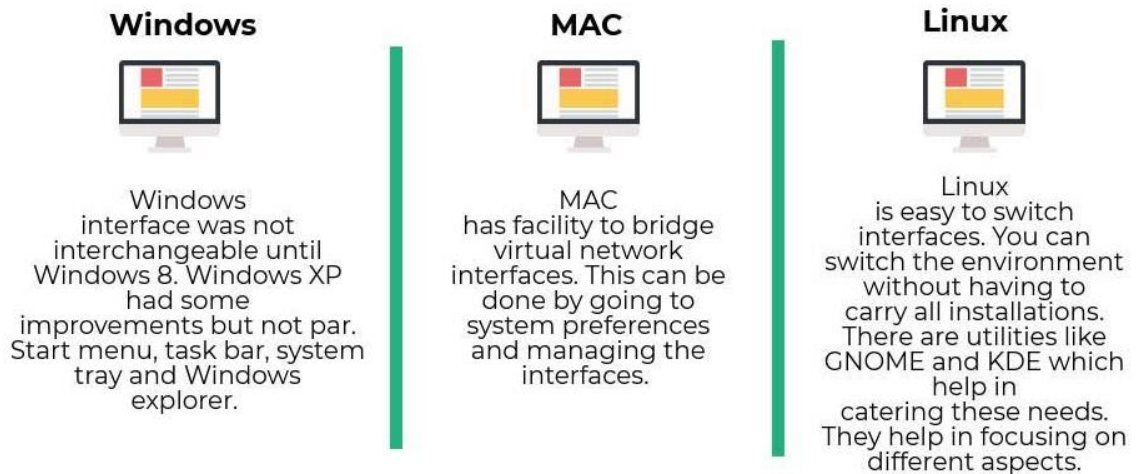 Windows
Windows
interface was not
interchangeable until
Windows 8. Windows XP
had some
improvements but not par.
Start menu, task bar, system
tray and Windows
explorer.
MAC
MAC
has facility to bridge
virtual network
interfaces. This can be
done by going to
system preferences
and managing the
interfaces.
Linux
Linux
is easy to switch
interfaces. You can
switch the environment
without having to
carry all installations.
There are utilities like
GNOME and KDE which
help in
catering these needs.
They help in focusing on
different aspects.